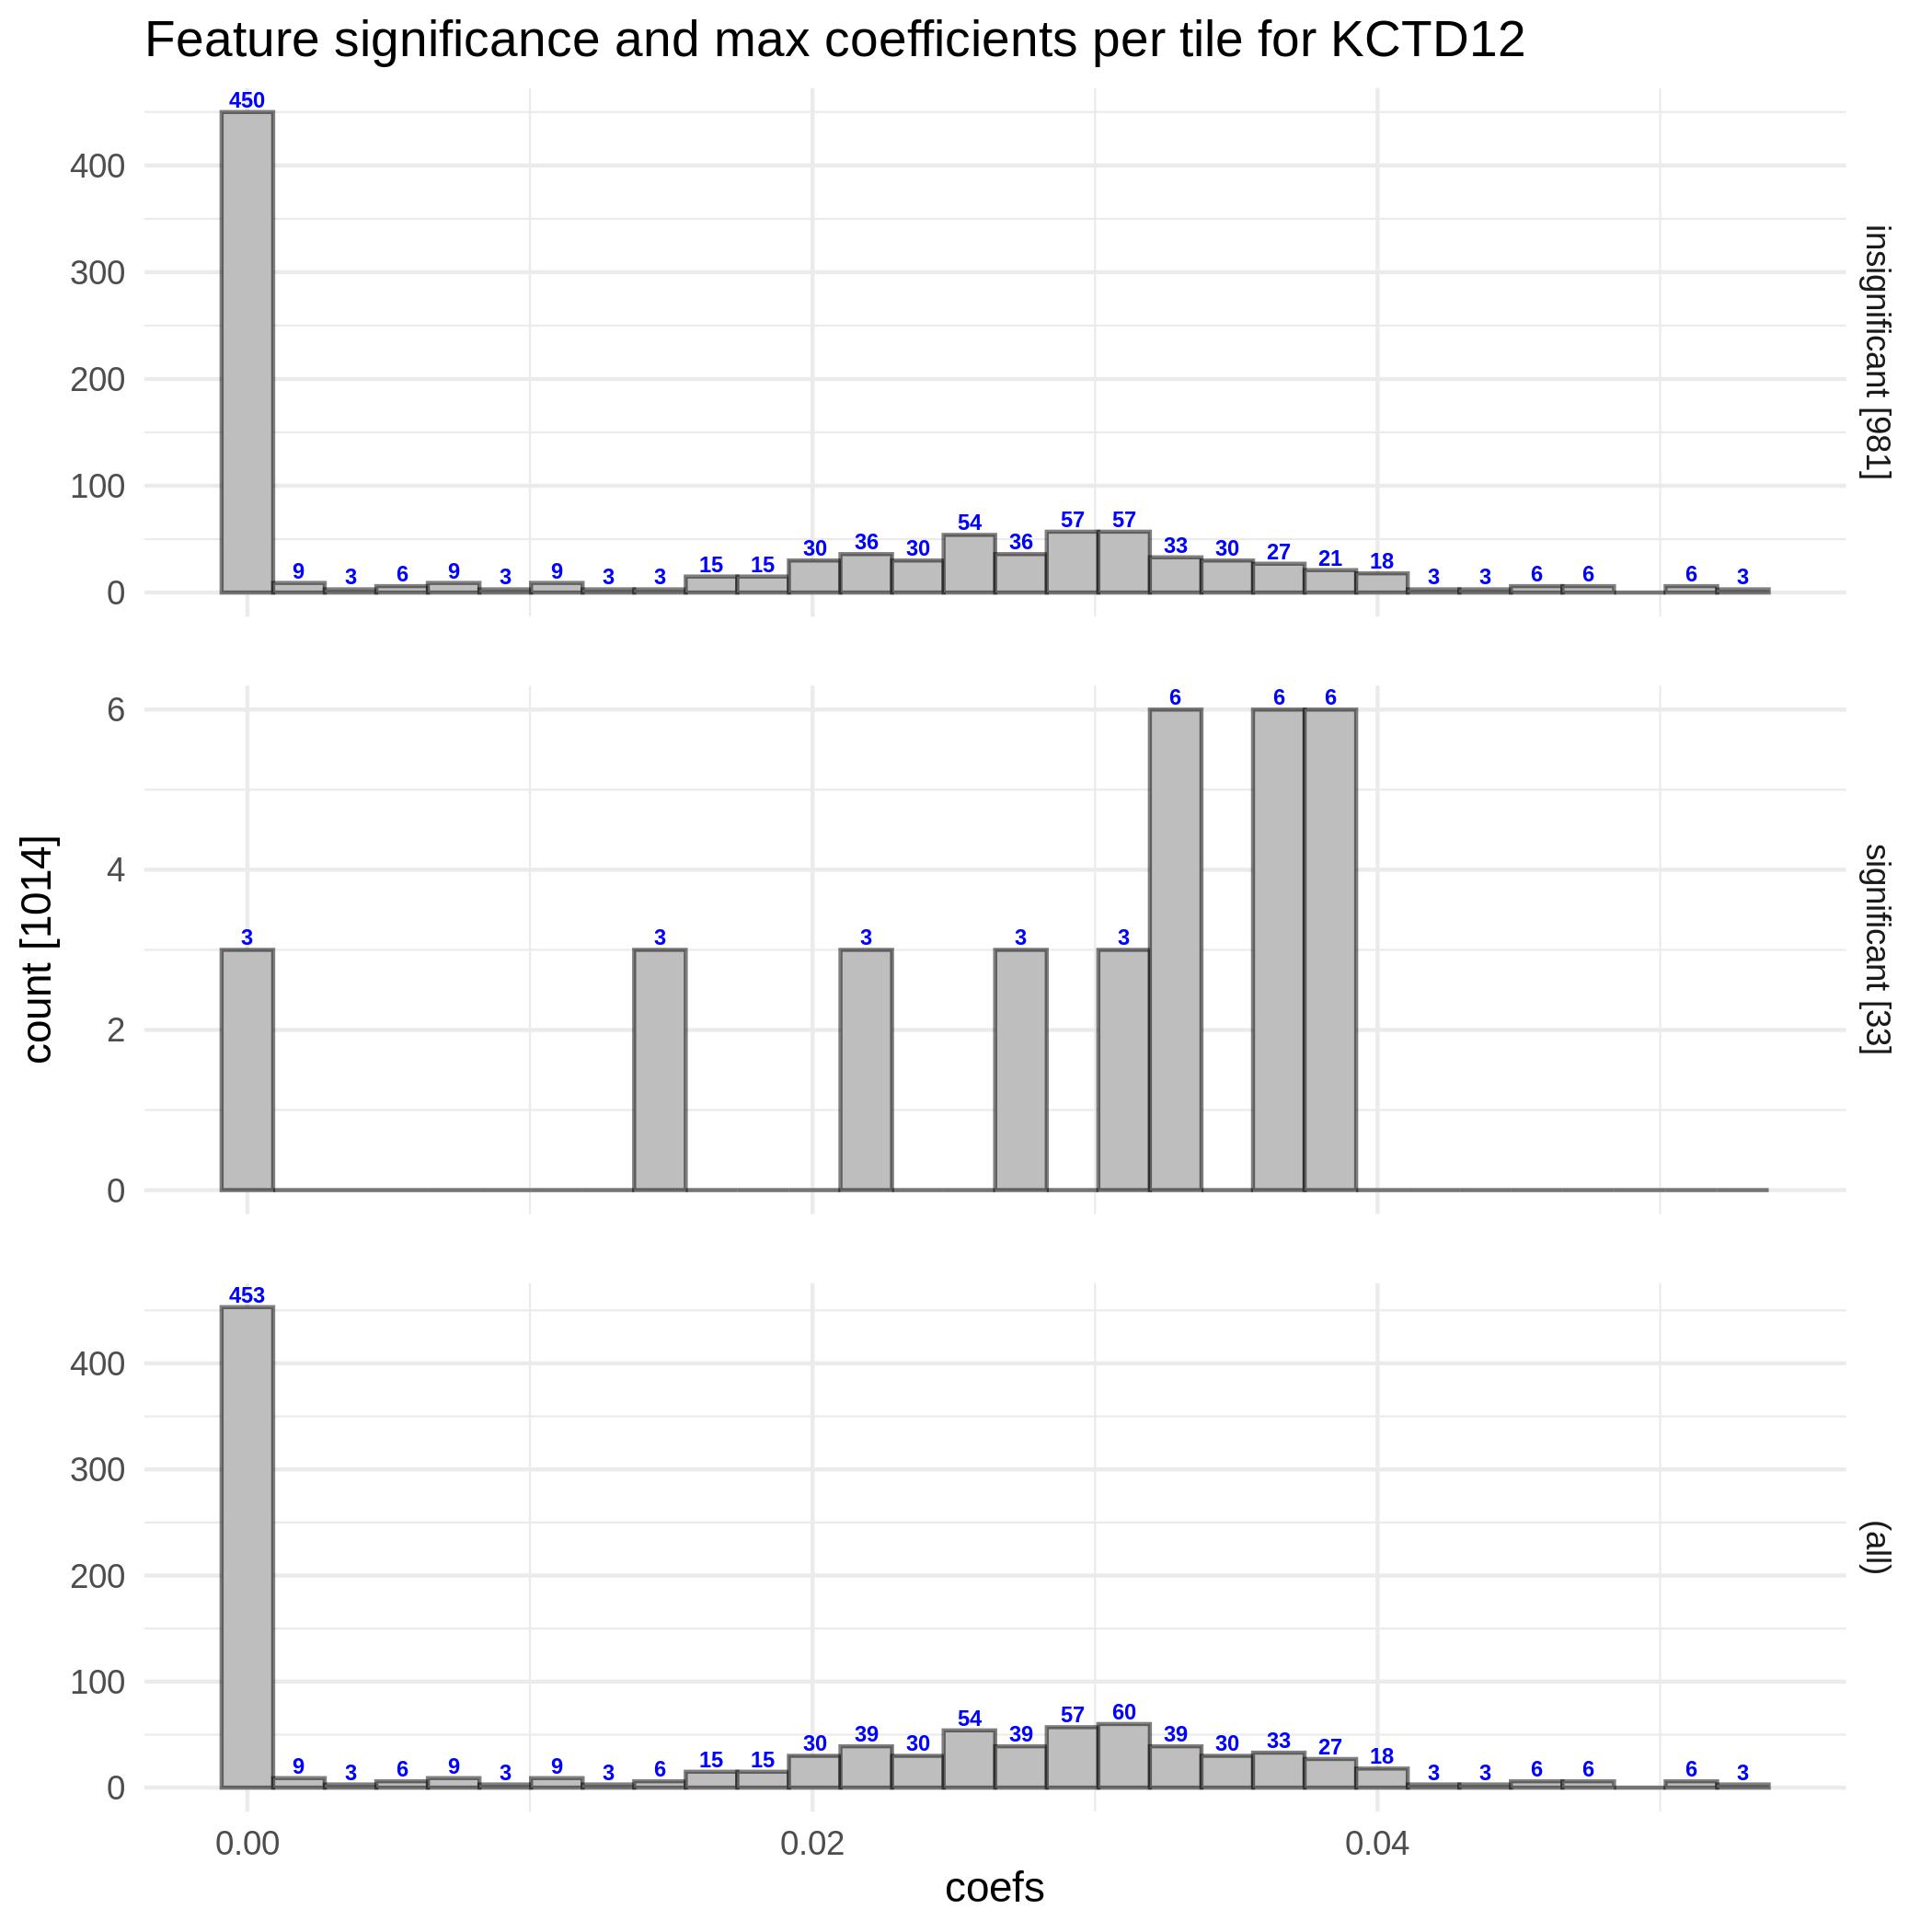 Feature significance and max coefficients per tile for KCTD12
450
400
300
200
100
0
9 3 6 9 3 9 3 3 15 15 30 36 30 54 36 57 57 33 30 27 21 18 3 3 6 6 6 3
insignificant [981]
count [1014]
6
4
2
0
3 3 3 3 3 6 6 6
significant [33]
453
400
300
200
100
0
9 3 6 9 3 9 3 6 15 15 30 39 30 54 39 57 60 39 30 33 27 18 3 3 6 6 6 3
(all)
0.00 0.02 0.04
coefs